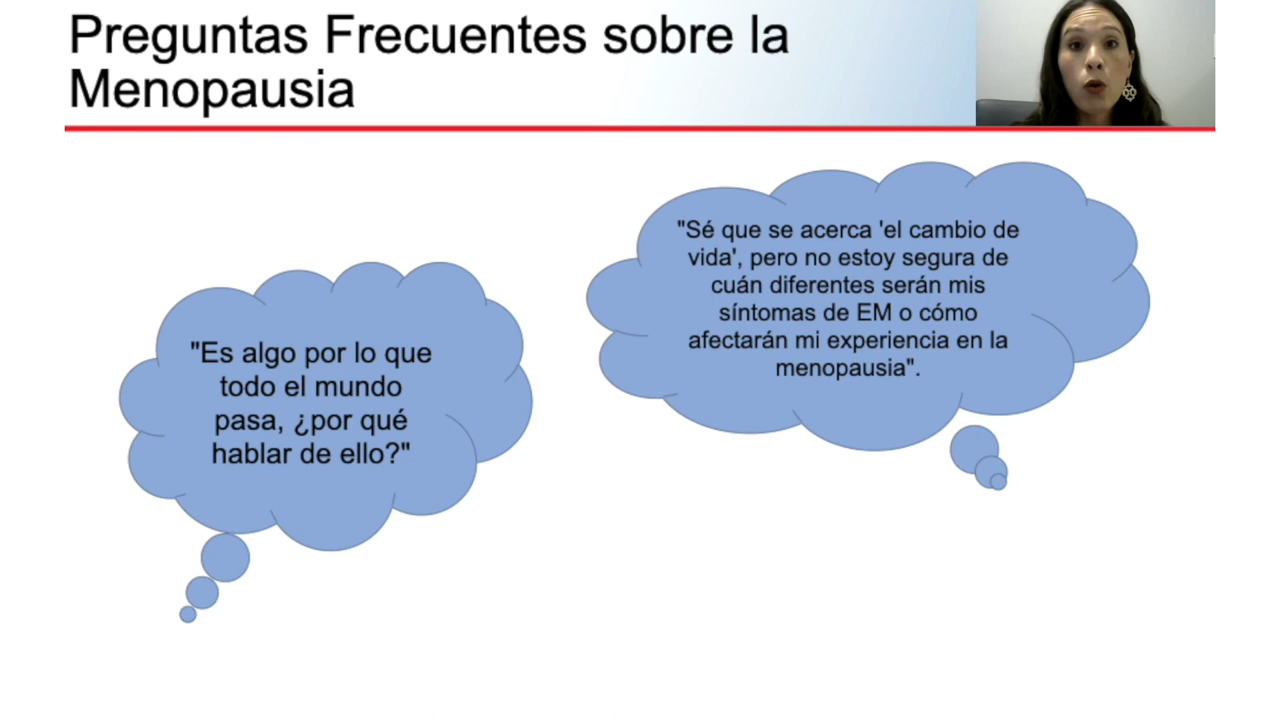 Preguntas Frecuentes sobre la
Menopausia
"Es algo por lo que
todo el mundo
pasa, ¿por qué
hablar de ello?"
"Sé que se acerca 'el cambio de
vida', pero no estoy segura de
cuán diferentes serán mis
síntomas de EM o cómo
afectarán mi experiencia en la
menopausia".